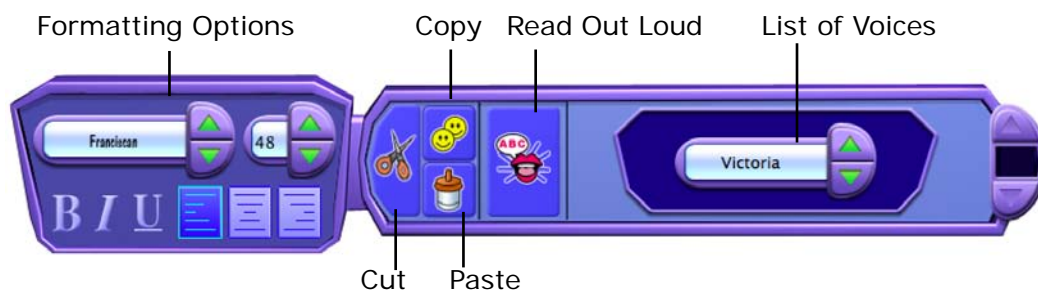 Formatting Options
Copy
Read Out Loud
List of Voices
Franciscan
48
ABC
Victoria
B I U
Cut
Paste